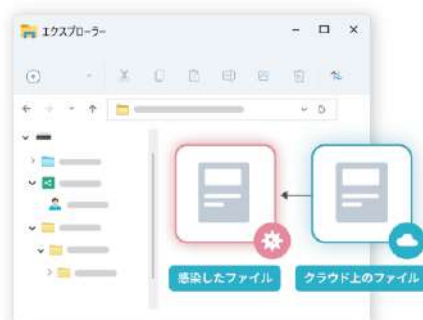 エクスプローラー
感染したファイル
クラウド上のファイル